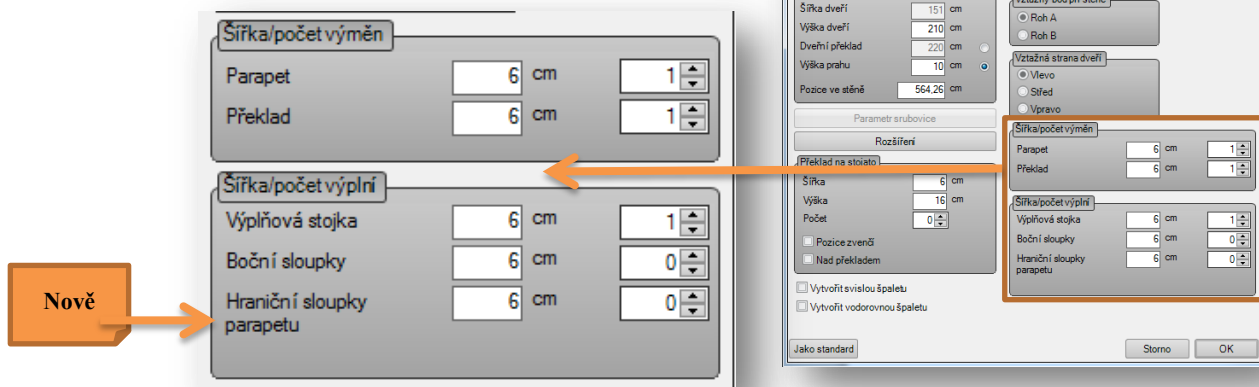 Šířka/počet výměn
Parapet 6 cm 1
Překlad 6 cm 1
Šířka/počet výplní
Výplňová stojka 6 cm 1
Boční sloupky 6 cm 0
Hraniční sloupky 6 cm 0
parapetu
Nově
Šířka dveří 151 cm
Výška dveří 210 cm
Dveřní překlad 220 cm
Výška prahu 10 cm
Pozice ve stěně 564,26 cm
Parametr srubovice
Rozšíření
Překlad na stojato
Šířka 6 cm
Výška 16 cm
Počet 0
Pozice zvenčí
Nad překladem
Vytvořit svislou špaletu
Vytvořit vodorovnou špaletu
Jako standard
Vztažný bod při stěně
Roh A
Roh B
Vztažná strana dveří
Vlevo
Střed
Vpravo
Šířka/počet výměn
Parapet 6 cm 1
Překlad 6 cm 1
Šířka/počet výplní
Výplňová stojka 6 cm 1
Boční sloupky 6 cm 0
Hraniční sloupky 6 cm 0
parapetu
Storno OK